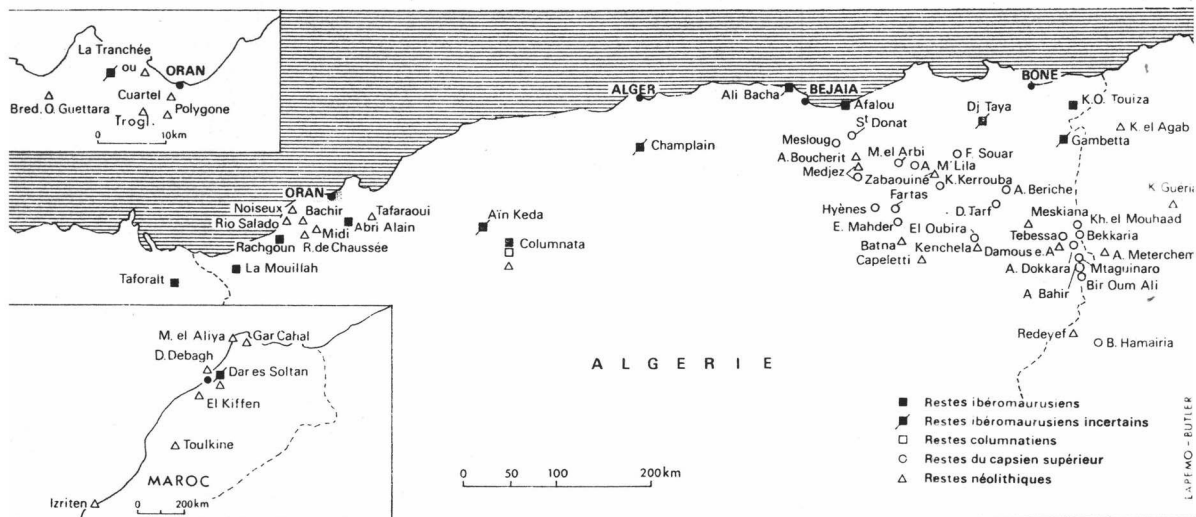 La Tranchée
ou
ORAN
Bred. O. Guettara
Cuartel
Trogl.
Polygone
0 10km
ALGER
Ali Bacha
BEJAIA
BÔNE
Afalou
Dj Taya
K.O. Touiza
St Donat
K. el Agab
Champlain
Mesloug
M. el Arbi
F. Souar
Gambetta
A. Boucherit
A. M'Lila
Medjez
Zabaouine
K. Kerrouba
ORAN
A. Beriche
Noiseux
Bachir
Tafaraoui
Fartas
Hyènes
D. Tarf
Meskiana
Kh. el Mouhaad
Rio Salado
Midi
Abri Alain
Aïn Keda
E. Mahder
El Oubira
Tebessa
Bekkaria
Rachgoun
R. de Chaussée
Columnata
Batna
Kenchela
Damous e. A
A. Meterchem
La Mouillah
Capeletti
A. Dokkara
Mtaguinaro
Taforalt
A Bahir
Bir Oum Ali
M. el Aliya
Gar Cahal
Redeyef
B. Hamairia
D. Debagh
Dar es Soltan
ALGERIE
El Kiffen
Restes ibéromaurusiens
Restes ibéromaurusiens incertains
Toulkine
Restes columnatiens
Restes du capsien supérieur
MAROC
0 50 100 200km
Restes néolithiques
Izriten
0 200km
LAPEMO-BUTLER